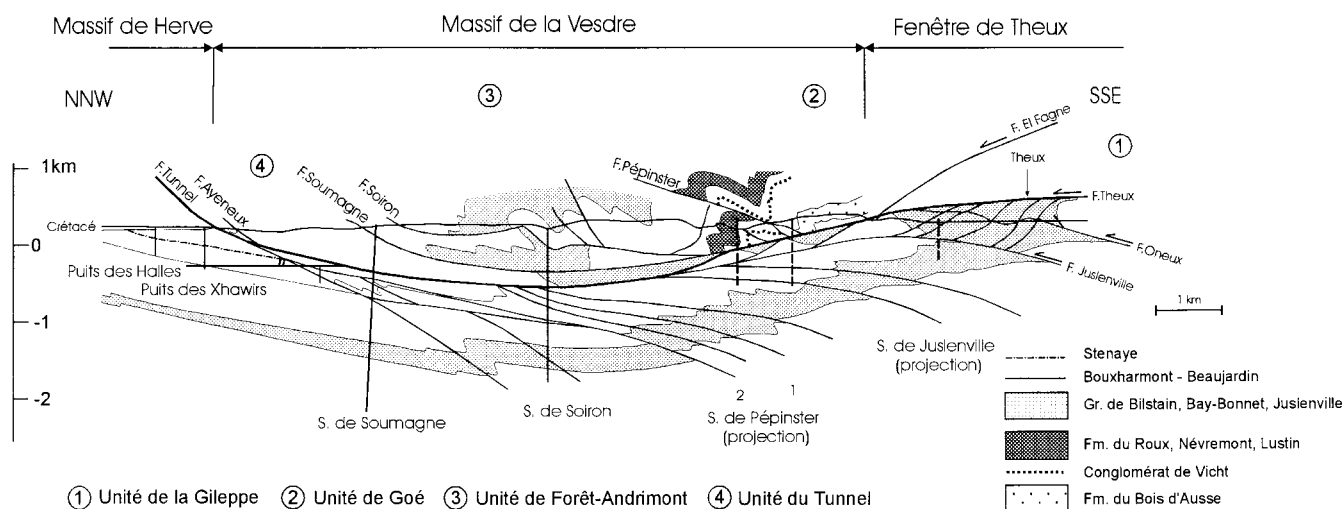 Massif de Herve
Massif de la Vesdre
Fenêtre de Theux
NNW
3
2
SSE
F. El Fagne
1
1km
4
F.Pépinster
Theux
F.Tunnel
F.Ayeneux
F.Soumagne
F.Soiron
F.Theux
Crétacé
0
F.Oneux
Puits des Halles
F. Juslenville
Puits des Xhawirs
1 km
-1
S. de Juslenville
(projection)
Stenaye
Bouxharmont - Beaujardin
-2
2
1
Gr. de Bilstain, Bay-Bonnet, Juslenville
S. de Soumagne
S. de Soiron
S. de Pépinster
(projection)
Fm. du Roux, Névremont, Lustin
Conglomérat de Vicht
Fm. du Bois d'Ausse
1 Unité de la Gileppe 2 Unité de Goé 3 Unité de Forêt-Andrimont 4 Unité du Tunnel